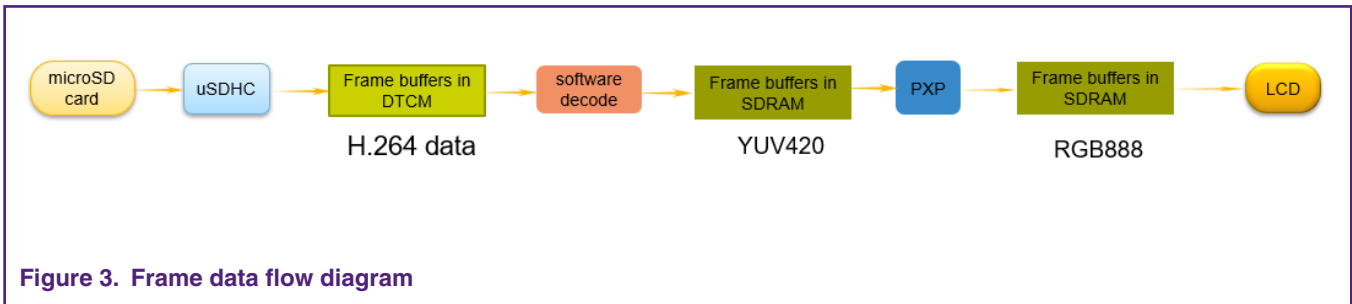 microSD
card
uSDHC
Frame buffers in
DTCM
software
decode
Frame buffers in
SDRAM
PXP
Frame buffers in
SDRAM
LCD
H.264 data
YUV420
RGB888
Figure 3. Frame data flow diagram